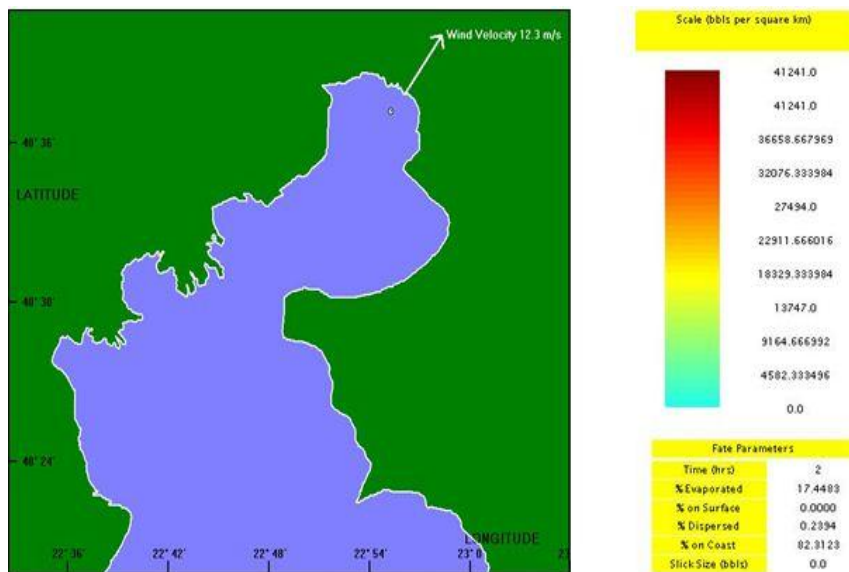 Wind Velocity 12.3 m/s
40° 36'
LATITUDE
40° 30'
40° 24'
LONGITUDE
22° 36' 22° 42' 22° 48' 22° 54' 23° 0' 23
Scale (bbls per square km)
41241.0
41241.0
36658.667969
32076.333984
27494.0
22911.666016
18329.333984
13747.0
9164.666992
4582.333496
0.0
Fate Parameters
Time (hrs) 2
% Evaporated 17.4483
% on Surface 0.0000
% Dispersed 0.2394
% on Coast 82.3123
Slick Size (bbls) 0.0